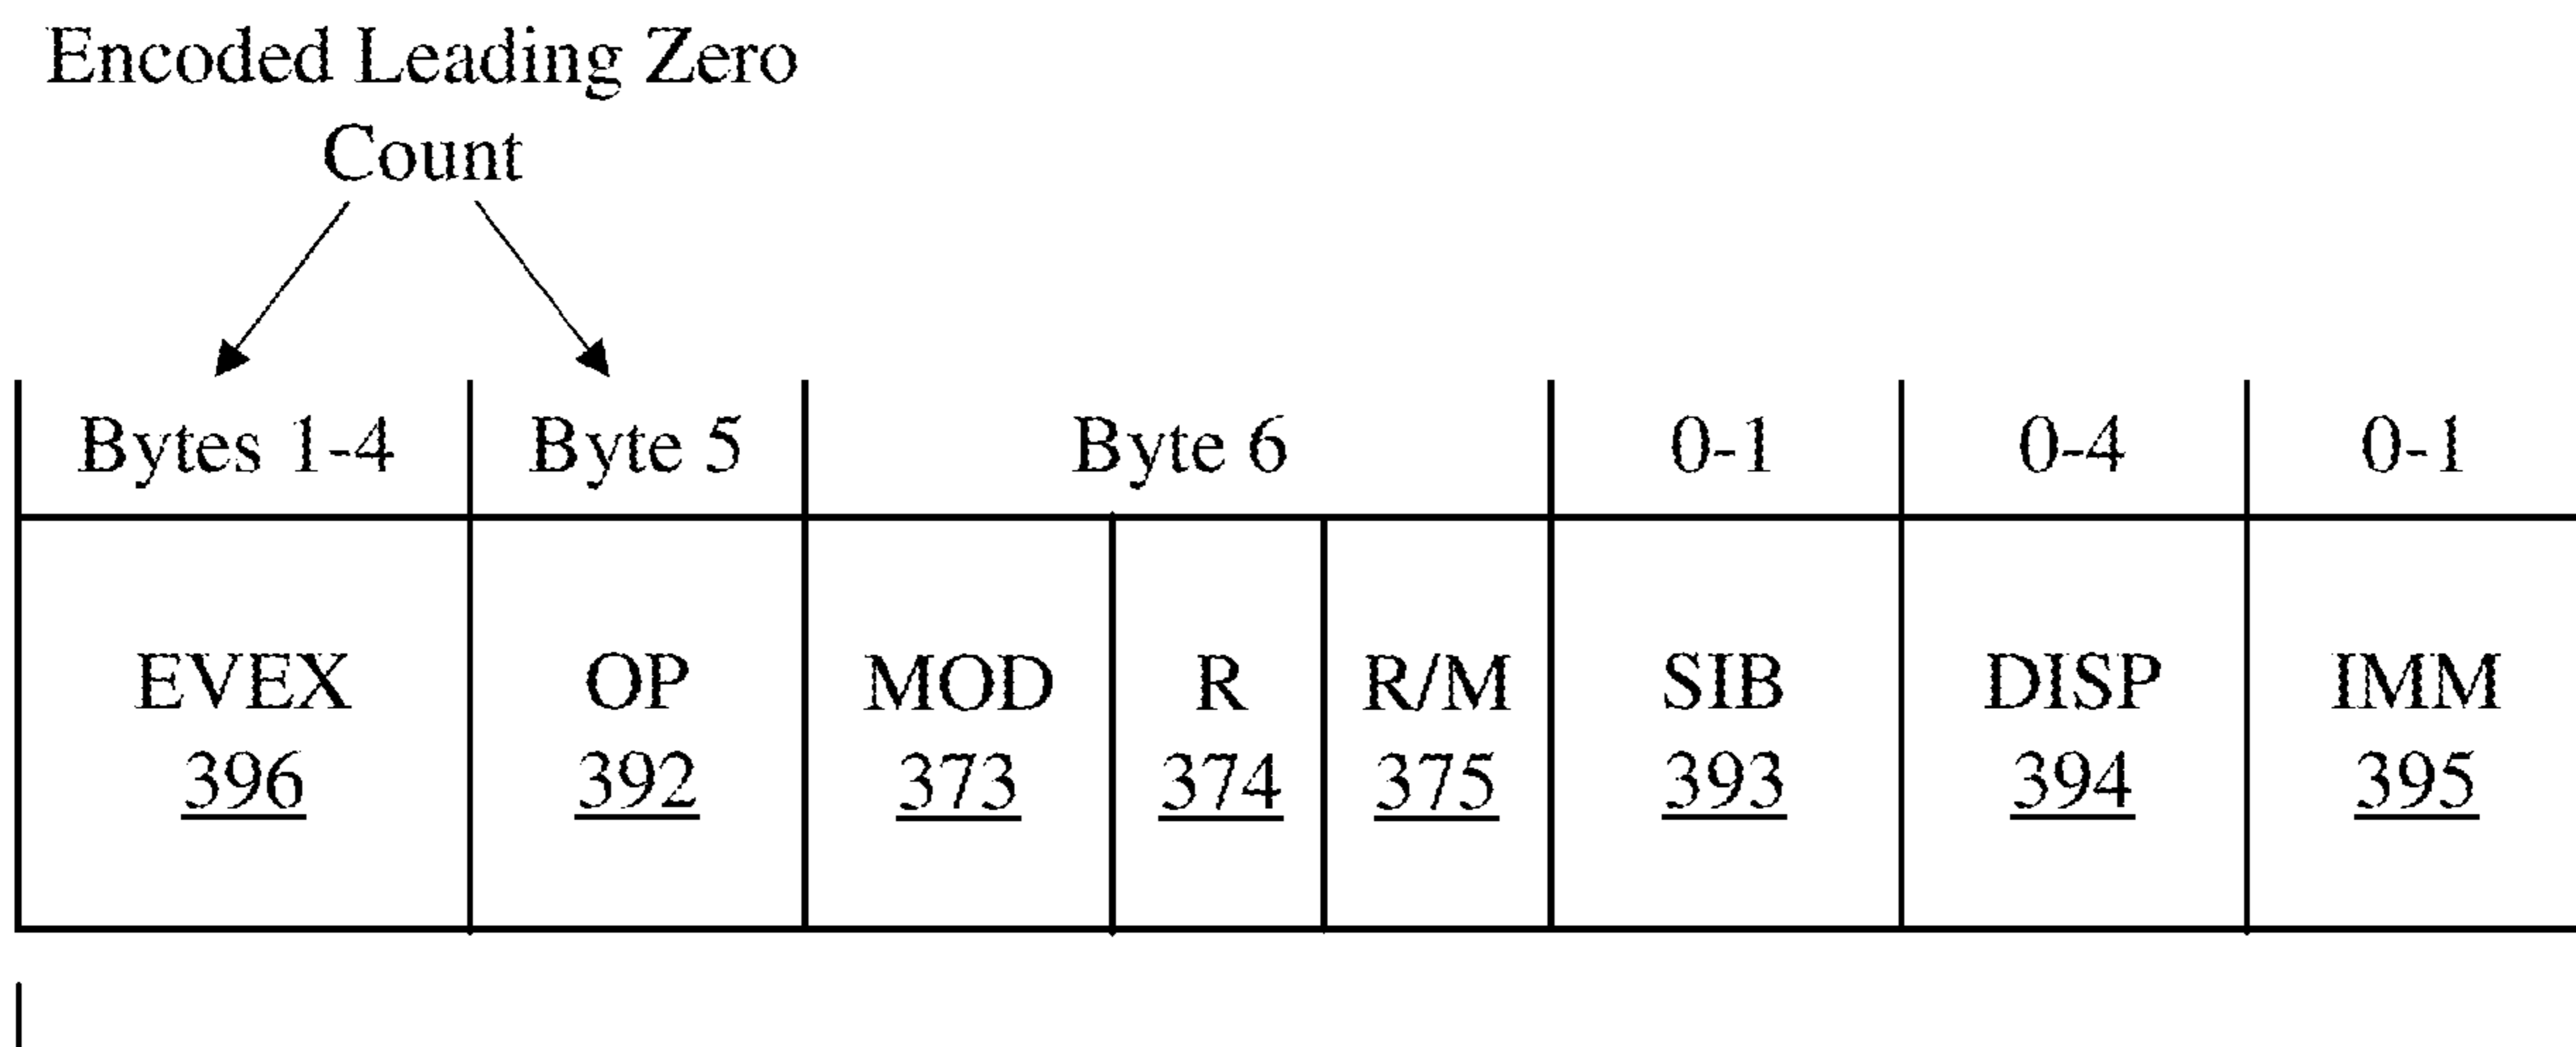 Encoded Leading Zero
Count
Bytes 1-4 Byte 5 Byte 6 0-1 0-4 0-1
EVEX OP MOD R R/M SIB DISP IMM
396 392 373 374 375 393 394 395